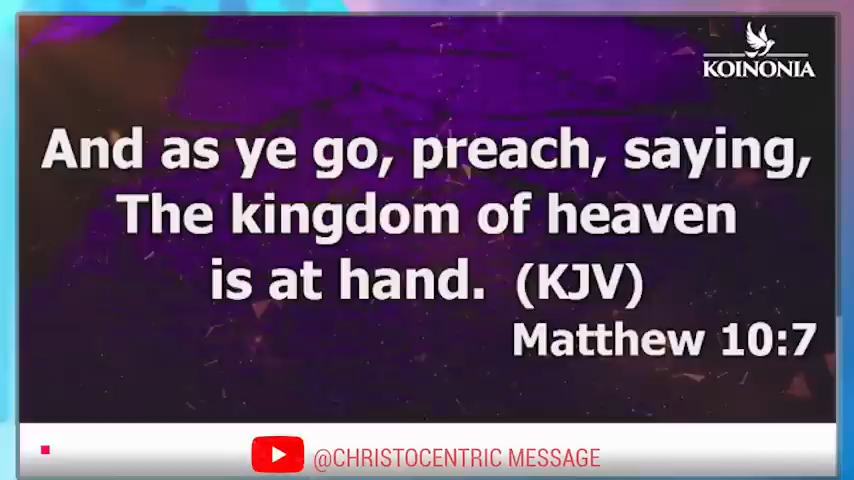 KOINONIA
And as ye go, preach, saying,
The kingdom of heaven
is at hand. (KJV)
Matthew 10:7
@CHRISTOCENTRIC MESSAGE